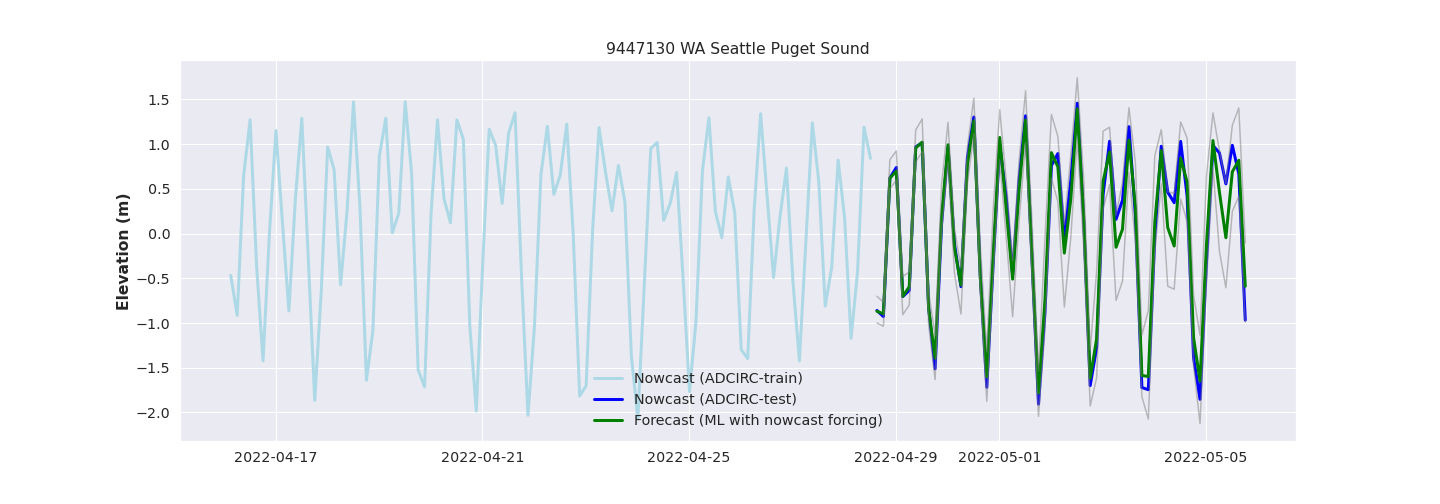 9447130 WA Seattle Puget Sound
Elevation (m)
1.5
1.0
0.5
0.0
−0.5
−1.0
−1.5
−2.0
Nowcast (ADCIRC-train)
Nowcast (ADCIRC-test)
Forecast (ML with nowcast forcing)
2022-04-17 2022-04-21 2022-04-25 2022-04-29 2022-05-01 2022-05-05